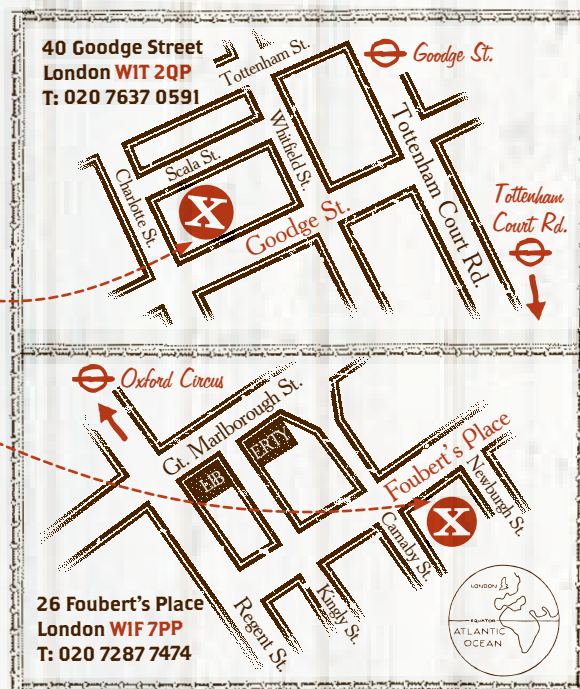 40 Goodge Street
London W1T 2QP
T: 020 7637 0591
Tottenham St.
Goodge St.
Whitfield St.
Tottenham Court Rd.
Scala St.
Charlotte St.
X
Goodge St.
Tottenham
Court Rd.
Oxford Circus
Gt. Marlborough St.
ERTY
HB
Foubert's Place
Newburgh St.
X
Carnaby St.
Kingly St.
Regent St.
26 Foubert's Place
London W1F 7PP
T: 020 7287 7474
LONDON
EQUATOR
ATLANTIC
OCEAN